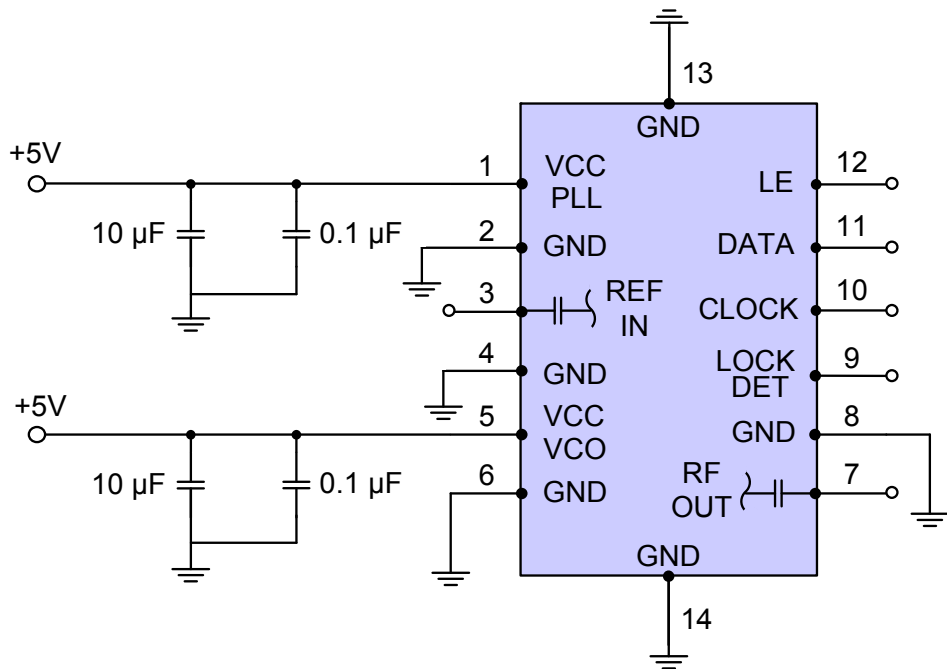 13
GND
+5V
1
VCC
PLL
12
LE
10 µF
0.1 µF
2
GND
11
DATA
3
REF
IN
10
CLOCK
4
GND
9
LOCK
DET
+5V
5
VCC
VCO
8
GND
10 µF
0.1 µF
6
GND
7
RF
OUT
GND
14